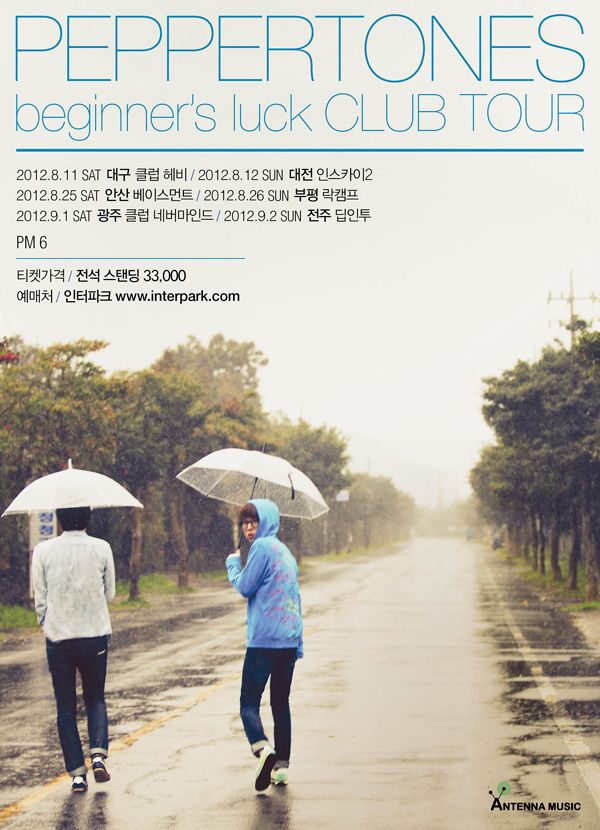 PEPPERTONES
beginner's luck CLUB TOUR
2012.8.11 SAT 대구 클럽 헤비 / 2012.8.12 SUN 대전 인스카이2
2012.8.25 SAT 안산 베이스먼트 / 2012.8.26 SUN 부평 락캠프
2012.9.1 SAT 광주 클럽 네버마인드 / 2012.9.2 SUN 전주 딥인투
PM 6
티켓가격 / 전석 스탠딩 33,000
예매처 / 인터파크 www.interpark.com
ANTENNA MUSIC